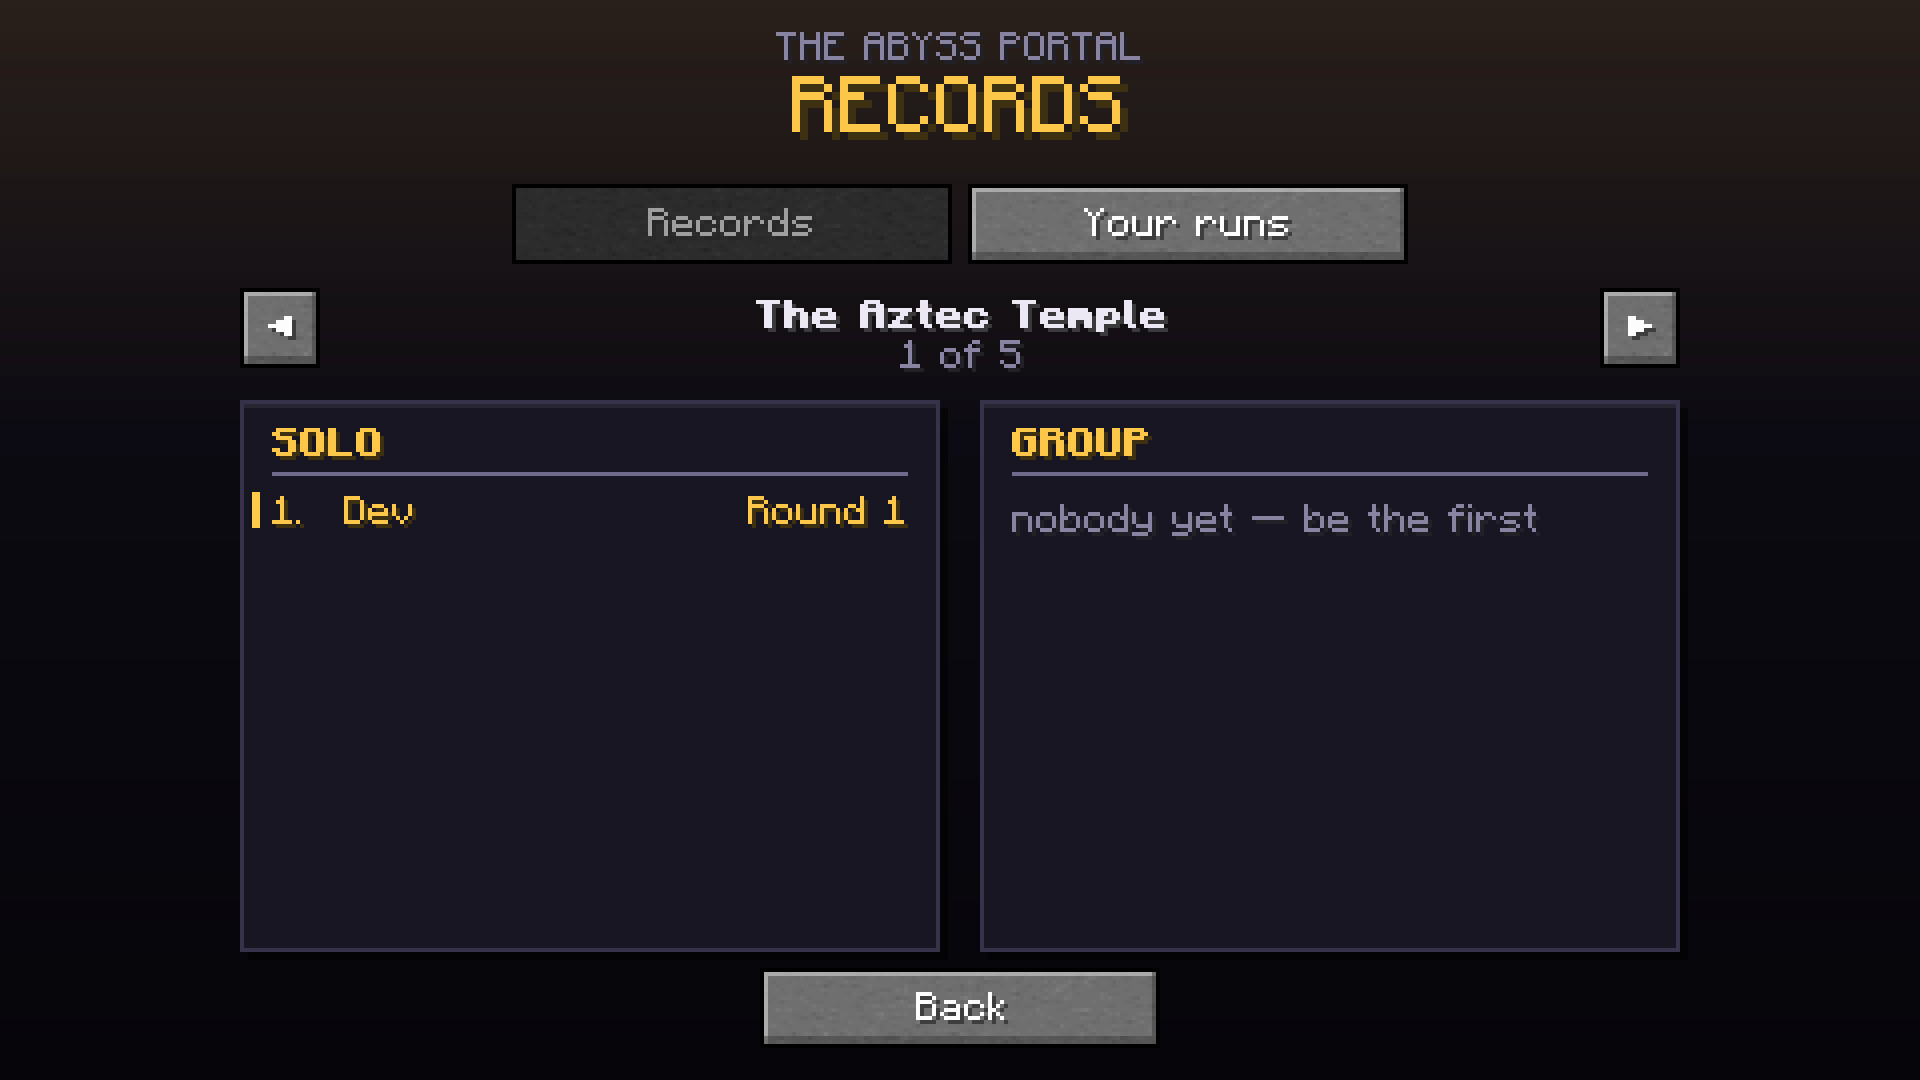 THE ABYSS PORTAL
RECORDS
Records
Your runs
The Aztec Temple
1 of 5
SOLO
1. Dev Round 1
GROUP
nobody yet — be the first
Back